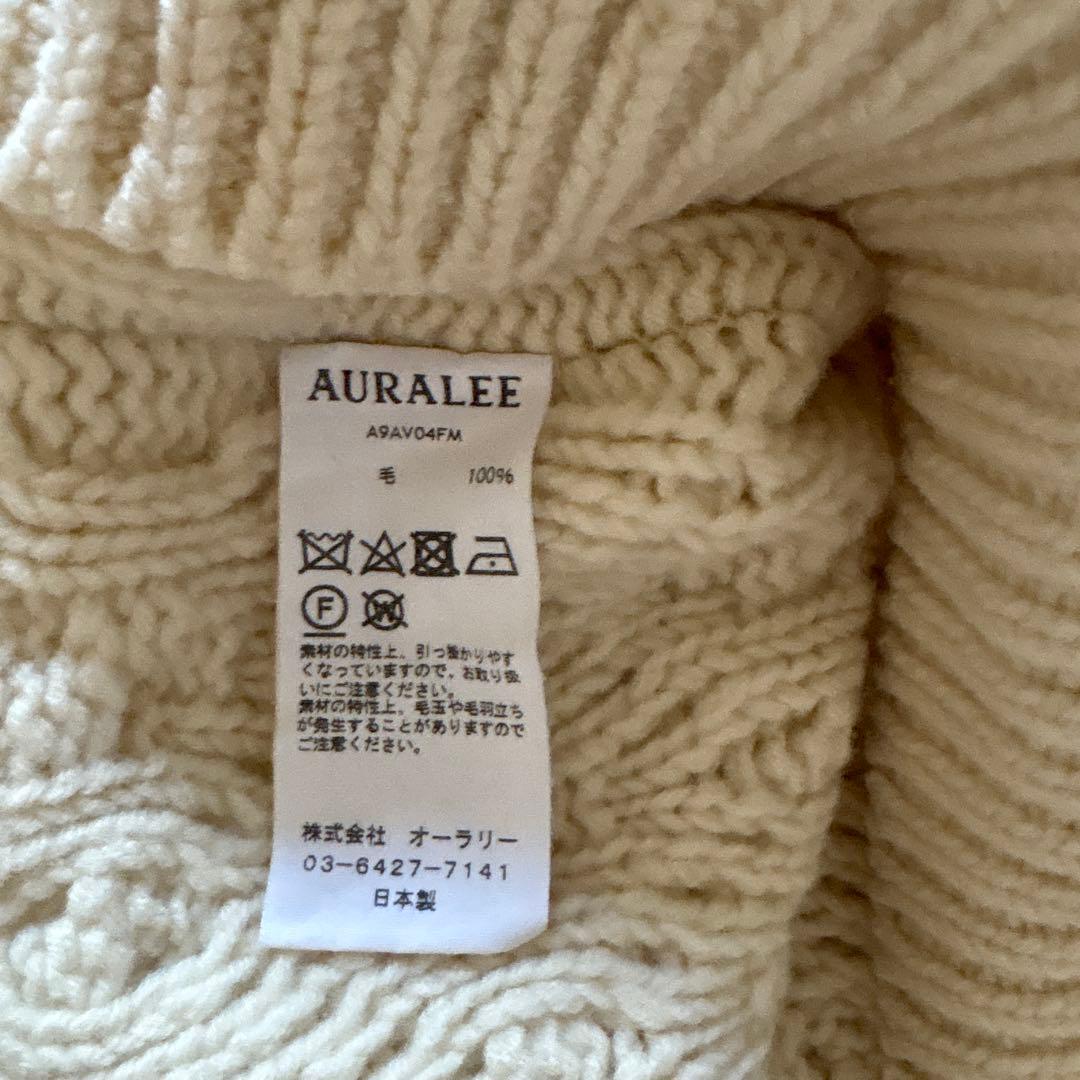 AURALEE
A9AV04FM
毛 100%
F W
素材の特性上、引っ掛かりやす
くなっていますので、お取り扱
いにご注意ください。
素材の特性上、毛玉や毛羽立ち
が発生することがありますので
ご注意ください。
株式会社 オーラリー
03-6427-7141
日本製